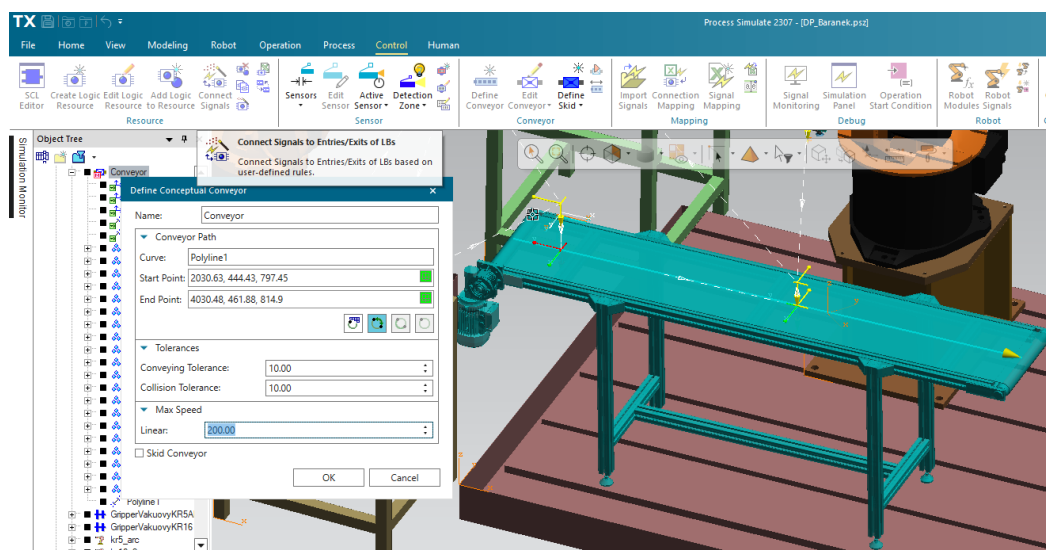 TX
Process Simulate 2307 - [DP_Baranek.psz]
File Home View Modeling Robot Operation Process Control Human
SCL Editor
Create Logic Resource
Edit Logic Resource
Add Logic to Resource
Connect Signals
Sensors
Edit Sensor
Active Sensor
Detection Zone
Define Conveyor
Edit Conveyor
Define Skid
Import Signals
Connection Mapping
Signal Mapping
Signal Monitoring
Simulation Panel
Operation Start Condition
Robot Modules
Robot Signals
Resource Sensor Conveyor Mapping Debug Robot
Simulation Monitor
Object Tree
Connect Signals to Entries/Exits of LBs
Connect Signals to Entries/Exits of LBs based on
user-defined rules.
Conveyor
Define Conceptual Conveyor
Name: Conveyor
Conveyor Path
Curve: Polyline1
Start Point: 2030.63, 444.43, 797.45
End Point: 4030.48, 461.88, 814.9
Tolerances
Conveying Tolerance: 10.00
Collision Tolerance: 10.00
Max Speed
Linear: 200.00
Skid Conveyor
OK Cancel
Polyline1
GripperVakuovyKR5A
GripperVakuovyKR16
kr5_arc